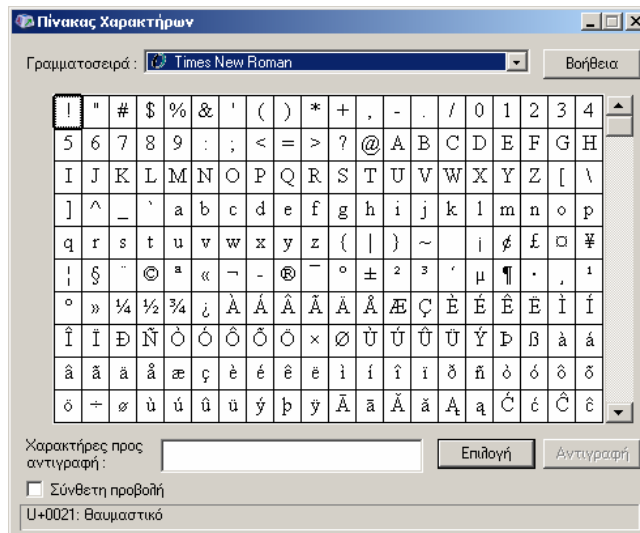 Πίνακας Χαρακτήρων
Γραμματοσειρά : Times New Roman Βοήθεια
! " # $ % & ' ( ) * + , - . / 0 1 2 3 4
5 6 7 8 9 : ; < = > ? @ A B C D E F G H
I J K L M N O P Q R S T U V W X Y Z [ \
] ^ _ ` a b c d e f g h i j k l m n o p
q r s t u v w x y z { | } ~ ¡ ¢ £ ¤ ¥
¦ § ¨ © ª « ¬ - ® ¯ ° ± ² ³ ´ µ ¶ · ¸ ¹
º » ¼ ½ ¾ ¿ À Á Â Ã Ä Å Æ Ç È É Ê Ë Ì Í
Î Ï Ð Ñ Ò Ó Ô Õ Ö × Ø Ù Ú Û Ü Ý Þ ß à á
â ã ä å æ ç è é ê ë ì í î ï ð ñ ò ó ô õ
ö ÷ ø ù ú û ü ý þ ÿ Ā ā Ă ă Ą ą Ć ć Ĉ ĉ
Χαρακτήρες προς
αντιγραφή : Επιλογή Αντιγραφή
Σύνθετη προβολή
U+0021: Θαυμαστικό